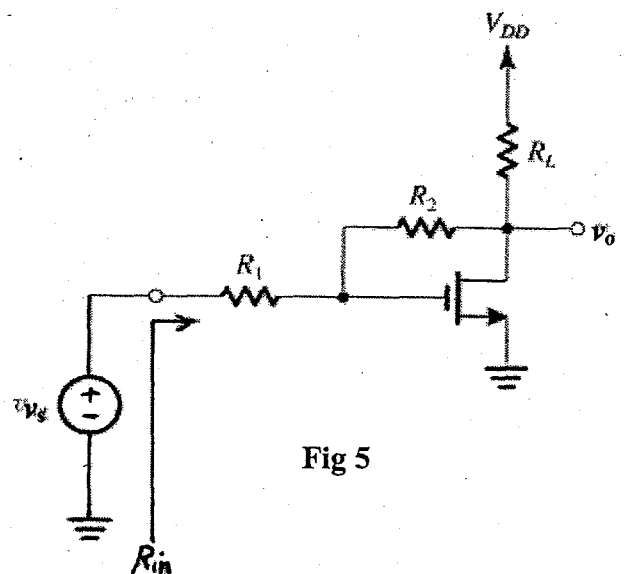 V_DD
R_L
R_2
v_o
R_1
+
−
v_s
Fig 5
R_in